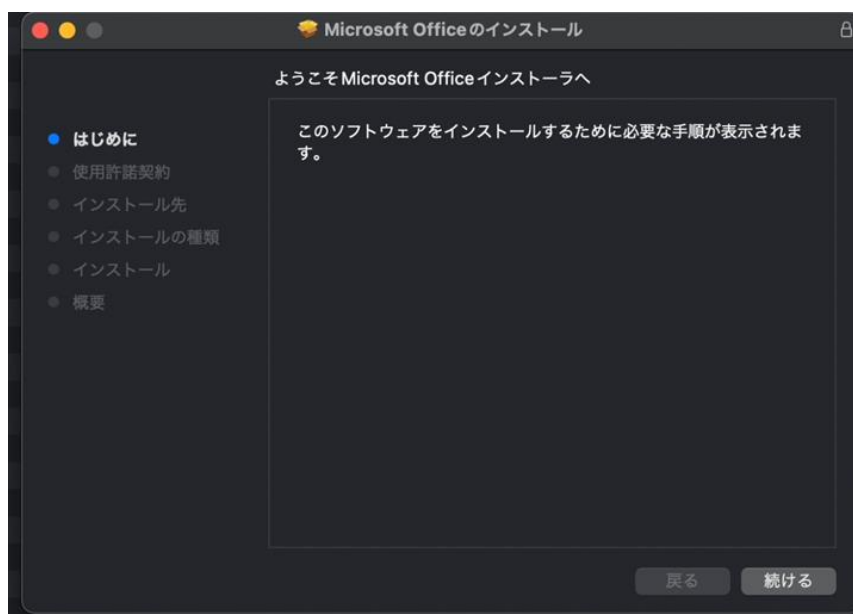 Microsoft Officeのインストール
ようこそMicrosoft Officeインストーラへ
はじめに
使用許諾契約
インストール先
インストールの種類
インストール
概要
このソフトウェアをインストールするために必要な手順が表示されま
す。
戻る
続ける